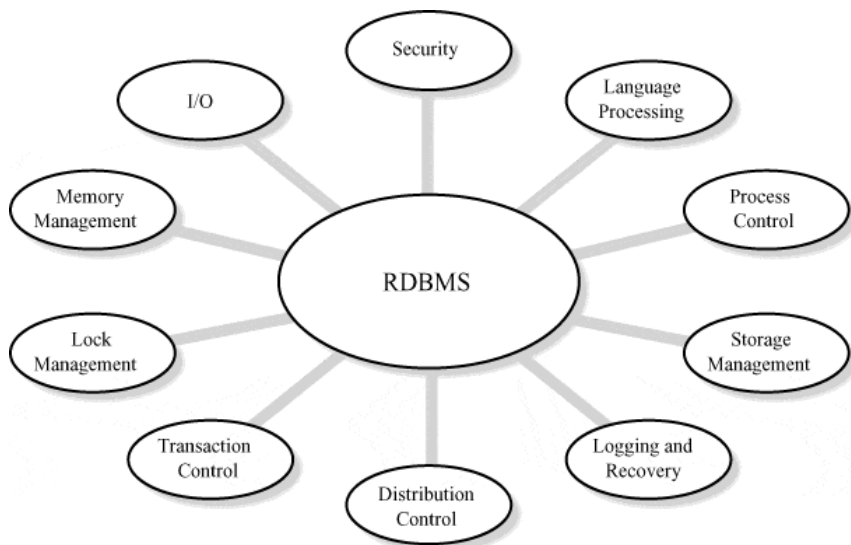 Security
I/O
Language
Processing
Memory
Management
Process
Control
RDBMS
Lock
Management
Storage
Management
Transaction
Control
Logging and
Recovery
Distribution
Control